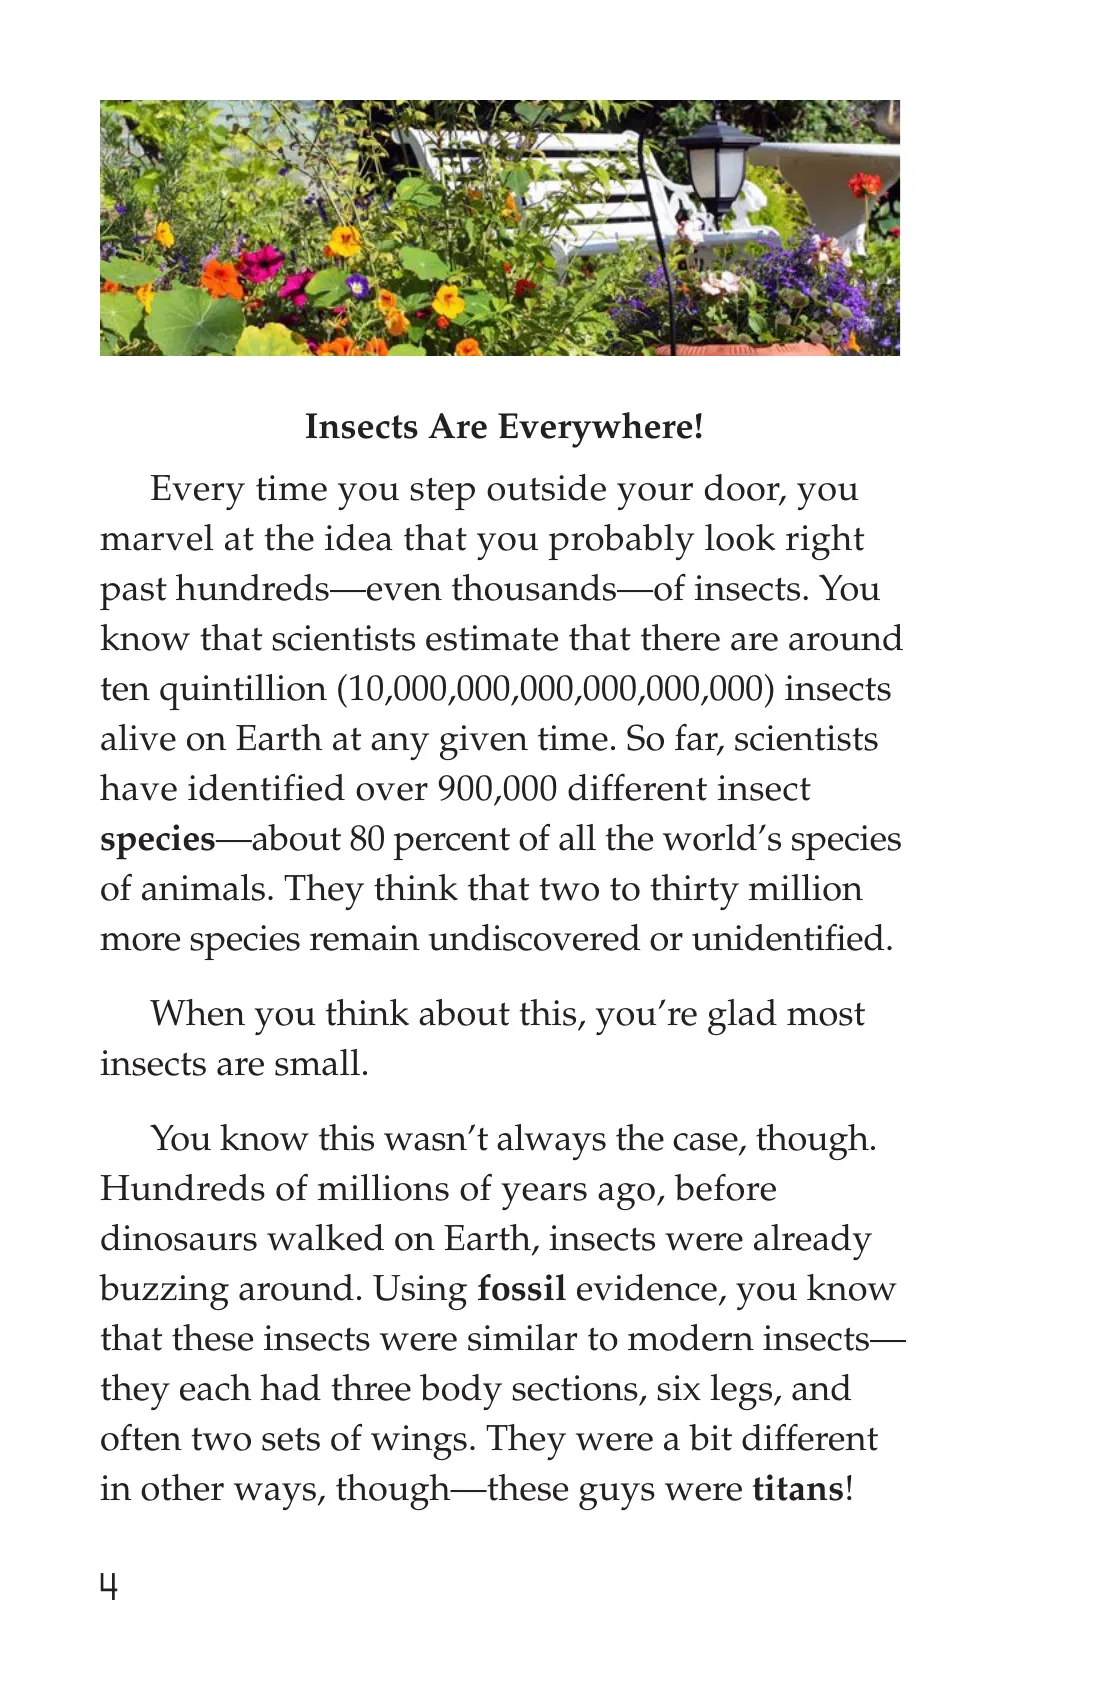 Insects Are Everywhere!
Every time you step outside your door, you
marvel at the idea that you probably look right
past hundreds—even thousands—of insects. You
know that scientists estimate that there are around
ten quintillion (10,000,000,000,000,000,000) insects
alive on Earth at any given time. So far, scientists
have identified over 900,000 different insect
species—about 80 percent of all the world’s species
of animals. They think that two to thirty million
more species remain undiscovered or unidentified.
When you think about this, you’re glad most
insects are small.
You know this wasn’t always the case, though.
Hundreds of millions of years ago, before
dinosaurs walked on Earth, insects were already
buzzing around. Using fossil evidence, you know
that these insects were similar to modern insects—
they each had three body sections, six legs, and
often two sets of wings. They were a bit different
in other ways, though—these guys were titans!
4